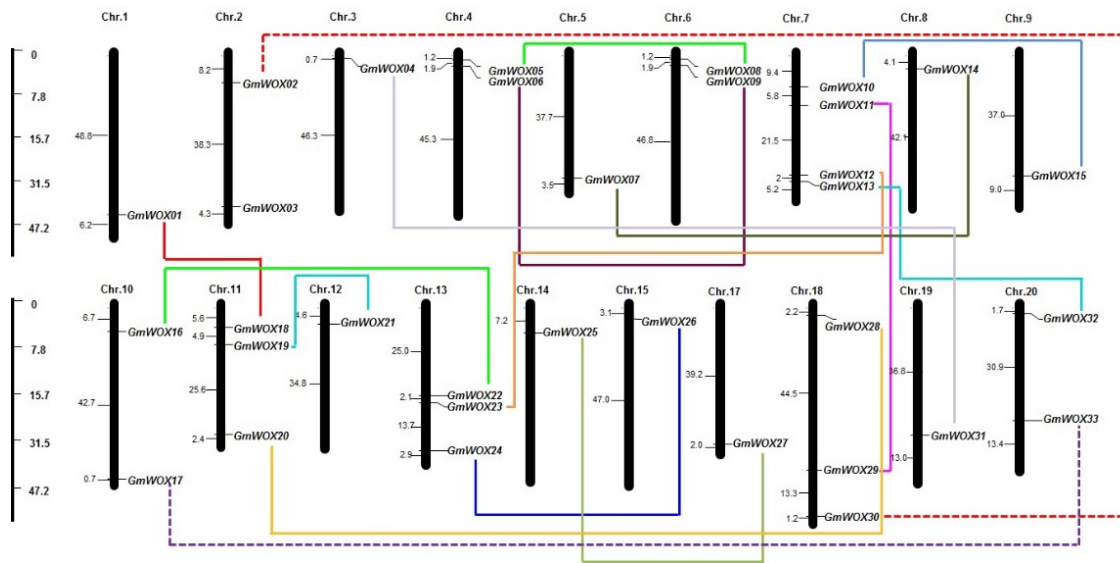 Chr.1 Chr.2 Chr.3 Chr.4 Chr.5 Chr.6 Chr.7 Chr.8 Chr.9
0
7.8
15.7
31.5
47.2
48.8
6.2
GmWOX01
8.2
GmWOX02
38.3
4.3
GmWOX03
0.7
GmWOX04
46.3
1.2
1.9
GmWOX05
GmWOX06
45.3
37.7
3.5
GmWOX07
1.2
1.9
GmWOX08
GmWOX09
46.8
9.4
GmWOX10
5.8
GmWOX11
21.5
2
GmWOX12
5.2
GmWOX13
4.1
GmWOX14
42.1
37.0
GmWOX15
9.0
Chr.10 Chr.11 Chr.12 Chr.13 Chr.14 Chr.15 Chr.17 Chr.18 Chr.19 Chr.20
0
7.8
15.7
31.5
47.2
6.7
GmWOX16
42.7
0.7
GmWOX17
5.6
GmWOX18
4.9
GmWOX19
25.6
2.4
GmWOX20
4.6
GmWOX21
34.8
25.0
2.1
GmWOX22
GmWOX23
13.7
GmWOX24
2.9
7.2
GmWOX25
3.1
GmWOX26
47.0
39.2
2.0
GmWOX27
2.2
GmWOX28
44.5
GmWOX29
13.3
1.2
GmWOX30
36.8
GmWOX31
13.0
1.7
GmWOX32
30.9
GmWOX33
13.4